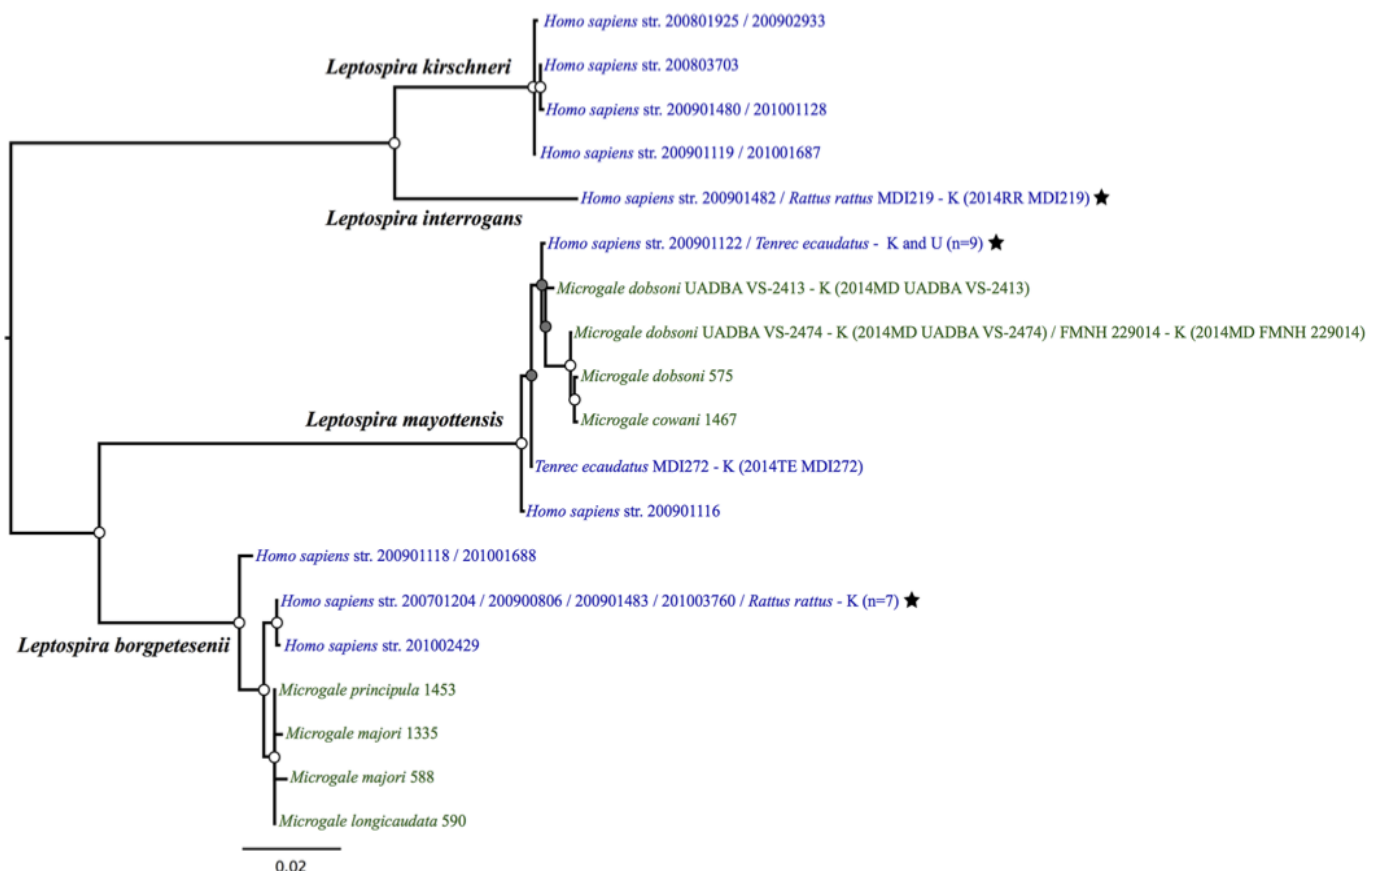 Homo sapiens str. 200801925 / 200902933
Leptospira kirschneri
Homo sapiens str. 200803703
Homo sapiens str. 200901480 / 201001128
Homo sapiens str. 200901119 / 201001687
Homo sapiens str. 200901482 / Rattus rattus MDI219 - K (2014RR MDI219) ★
Leptospira interrogans
Homo sapiens str. 200901122 / Tenrec ecaudatus - K and U (n=9) ★
Microgale dobsoni UADBA VS-2413 - K (2014MD UADBA VS-2413)
Microgale dobsoni UADBA VS-2474 - K (2014MD UADBA VS-2474) / FMNH 229014 - K (2014MD FMNH 229014)
Microgale dobsoni 575
Microgale cowani 1467
Leptospira mayottensis
Tenrec ecaudatus MDI272 - K (2014TE MDI272)
Homo sapiens str. 200901116
Homo sapiens str. 200901118 / 201001688
Homo sapiens str. 200701204 / 200900806 / 200901483 / 201003760 / Rattus rattus - K (n=7) ★
Leptospira borgpetesenii
Homo sapiens str. 201002429
Microgale principula 1453
Microgale majori 1335
Microgale majori 588
Microgale longicaudata 590
0.02